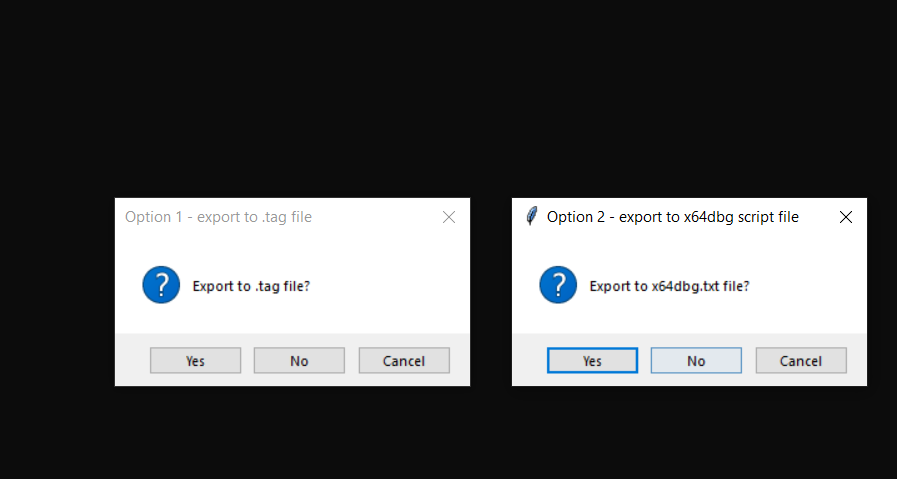 Option 1 - export to .tag file
Export to .tag file?
Yes No Cancel
Option 2 - export to x64dbg script file
Export to x64dbg.txt file?
Yes No Cancel